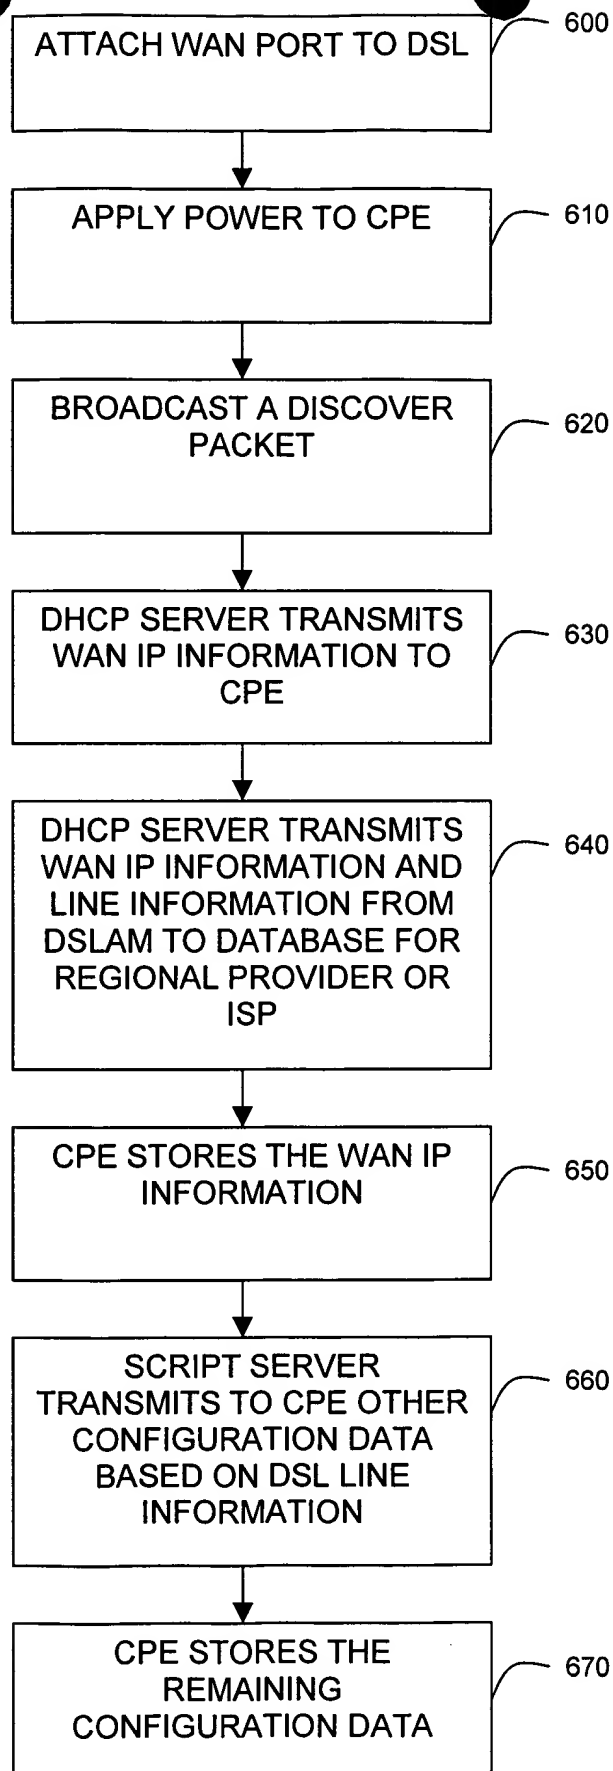 ATTACH WAN PORT TO DSL
600
APPLY POWER TO CPE
610
BROADCAST A DISCOVER
PACKET
620
DHCP SERVER TRANSMITS
WAN IP INFORMATION TO
CPE
630
DHCP SERVER TRANSMITS
WAN IP INFORMATION AND
LINE INFORMATION FROM
DSLAM TO DATABASE FOR
REGIONAL PROVIDER OR
ISP
640
CPE STORES THE WAN IP
INFORMATION
650
SCRIPT SERVER
TRANSMITS TO CPE OTHER
CONFIGURATION DATA
BASED ON DSL LINE
INFORMATION
660
CPE STORES THE
REMAINING
CONFIGURATION DATA
670